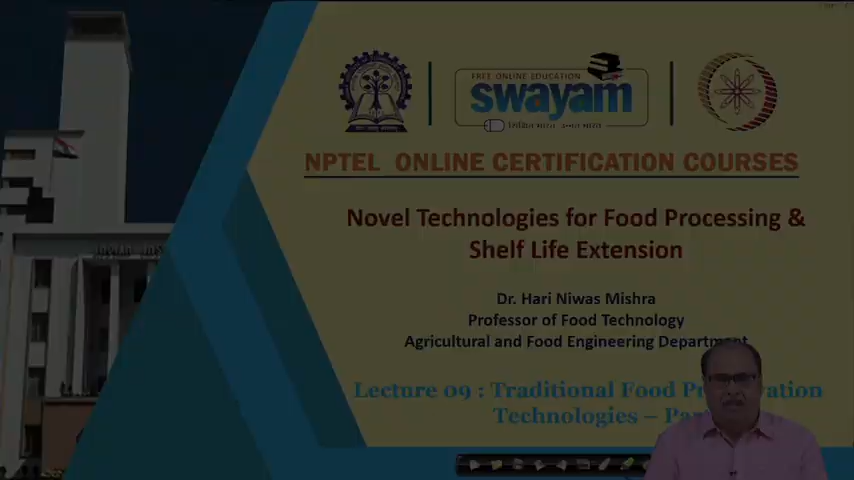 FREE ONLINE EDUCATION
swayam
NPTEL ONLINE CERTIFICATION COURSES
Novel Technologies for Food Processing &
Shelf Life Extension
Dr. Hari Niwas Mishra
Professor of Food Technology
Agricultural and Food Engineering Department
Lecture 09 : Traditional Food
Technologies –